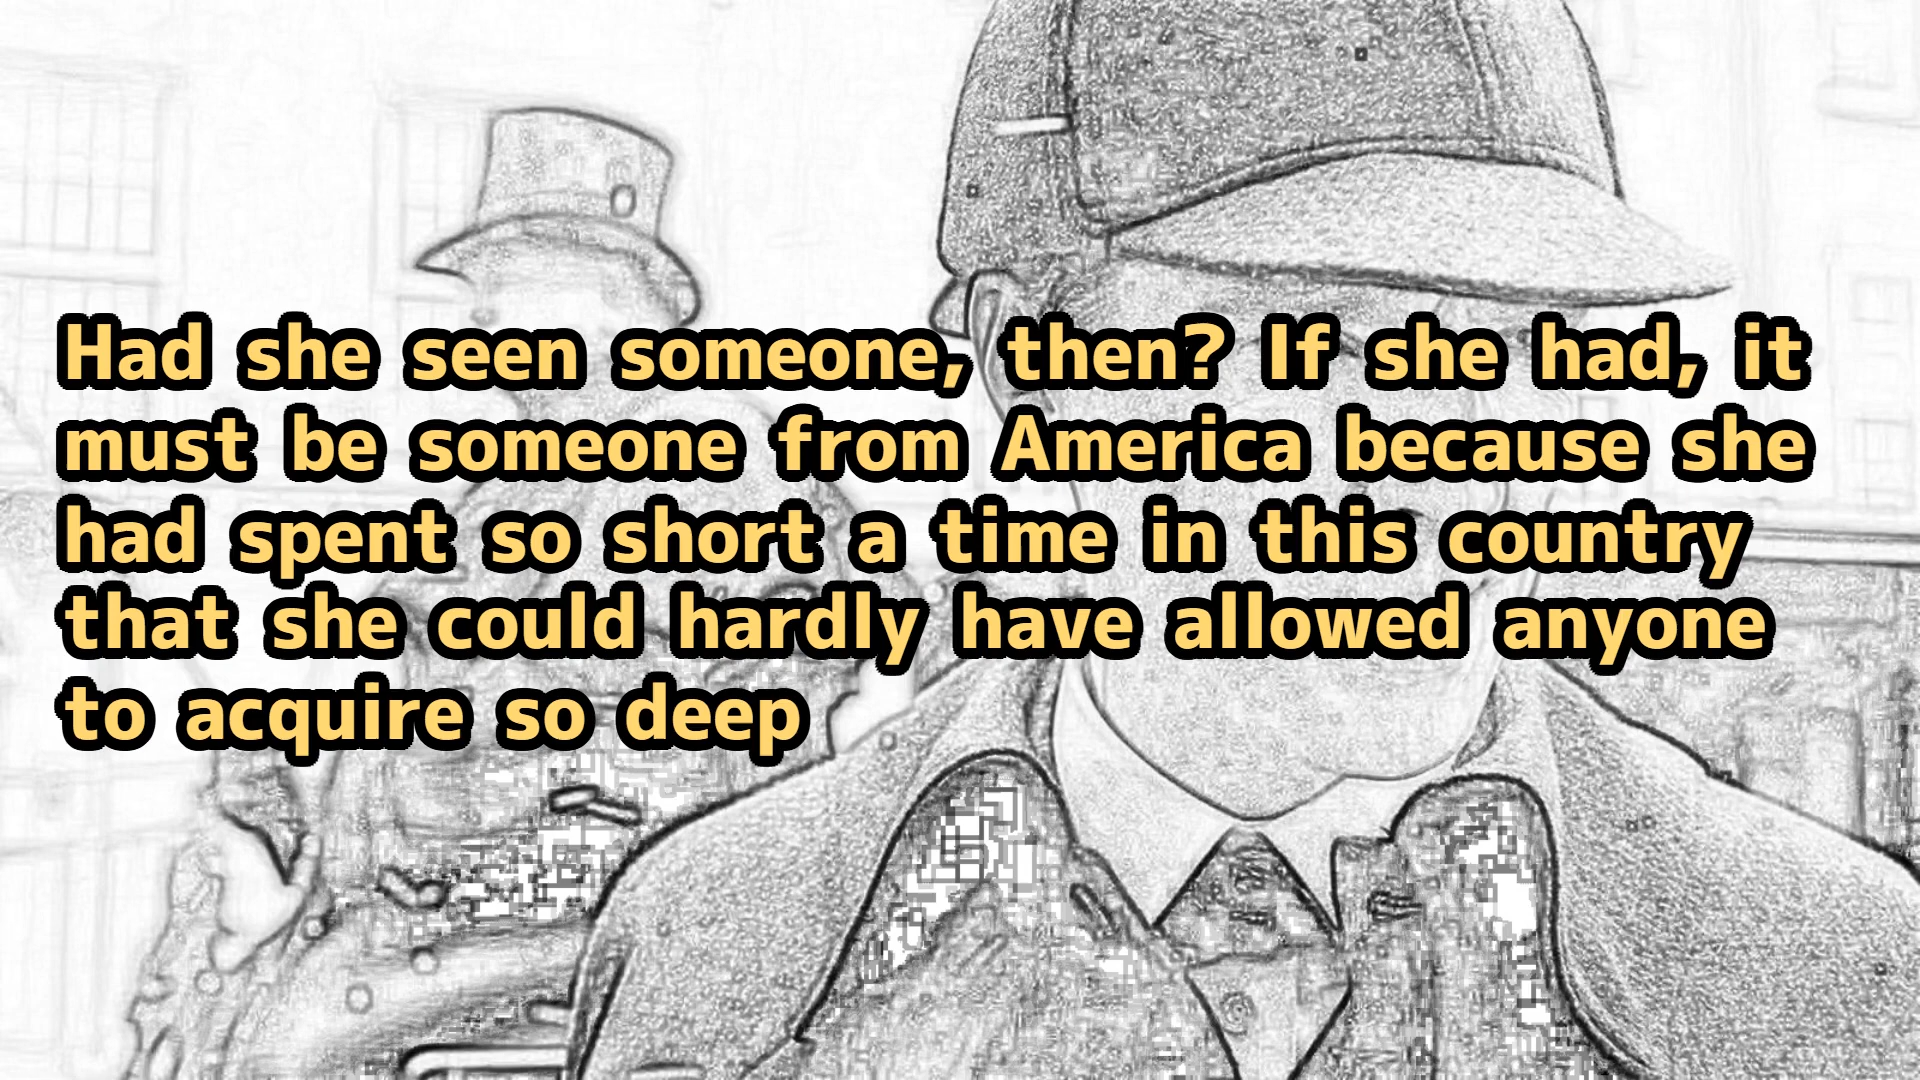 Had she seen someone, then? If she had, it
must be someone from America because she
had spent so short a time in this country
that she could hardly have allowed anyone
to acquire so deep